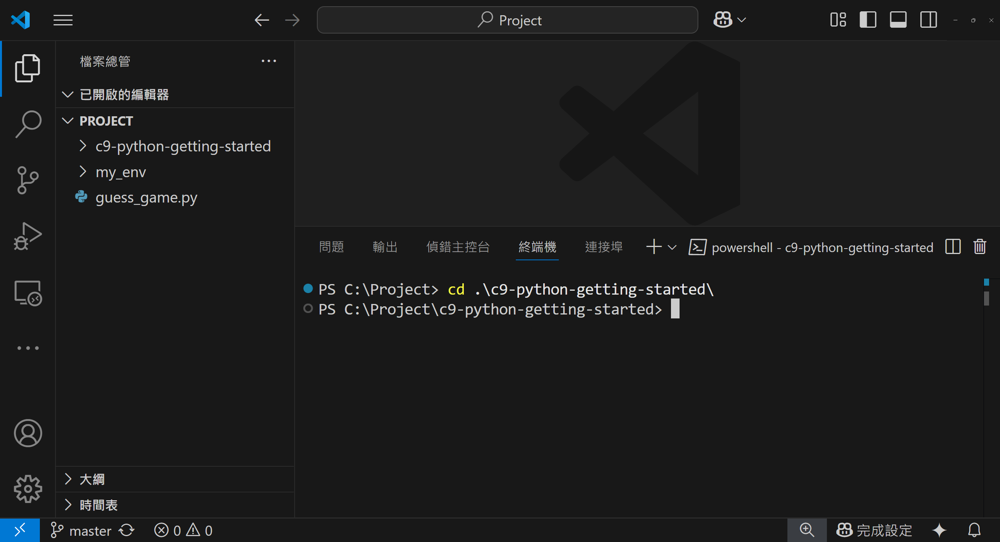 Project
檔案總管
已開啟的編輯器
PROJECT
c9-python-getting-started
my_env
guess_game.py
大綱
時間表
問題 輸出 偵錯主控台 終端機 連接埠 powershell - c9-python-getting-started
PS C:\Project> cd .\c9-python-getting-started\
PS C:\Project\c9-python-getting-started>
master 0 0 完成設定